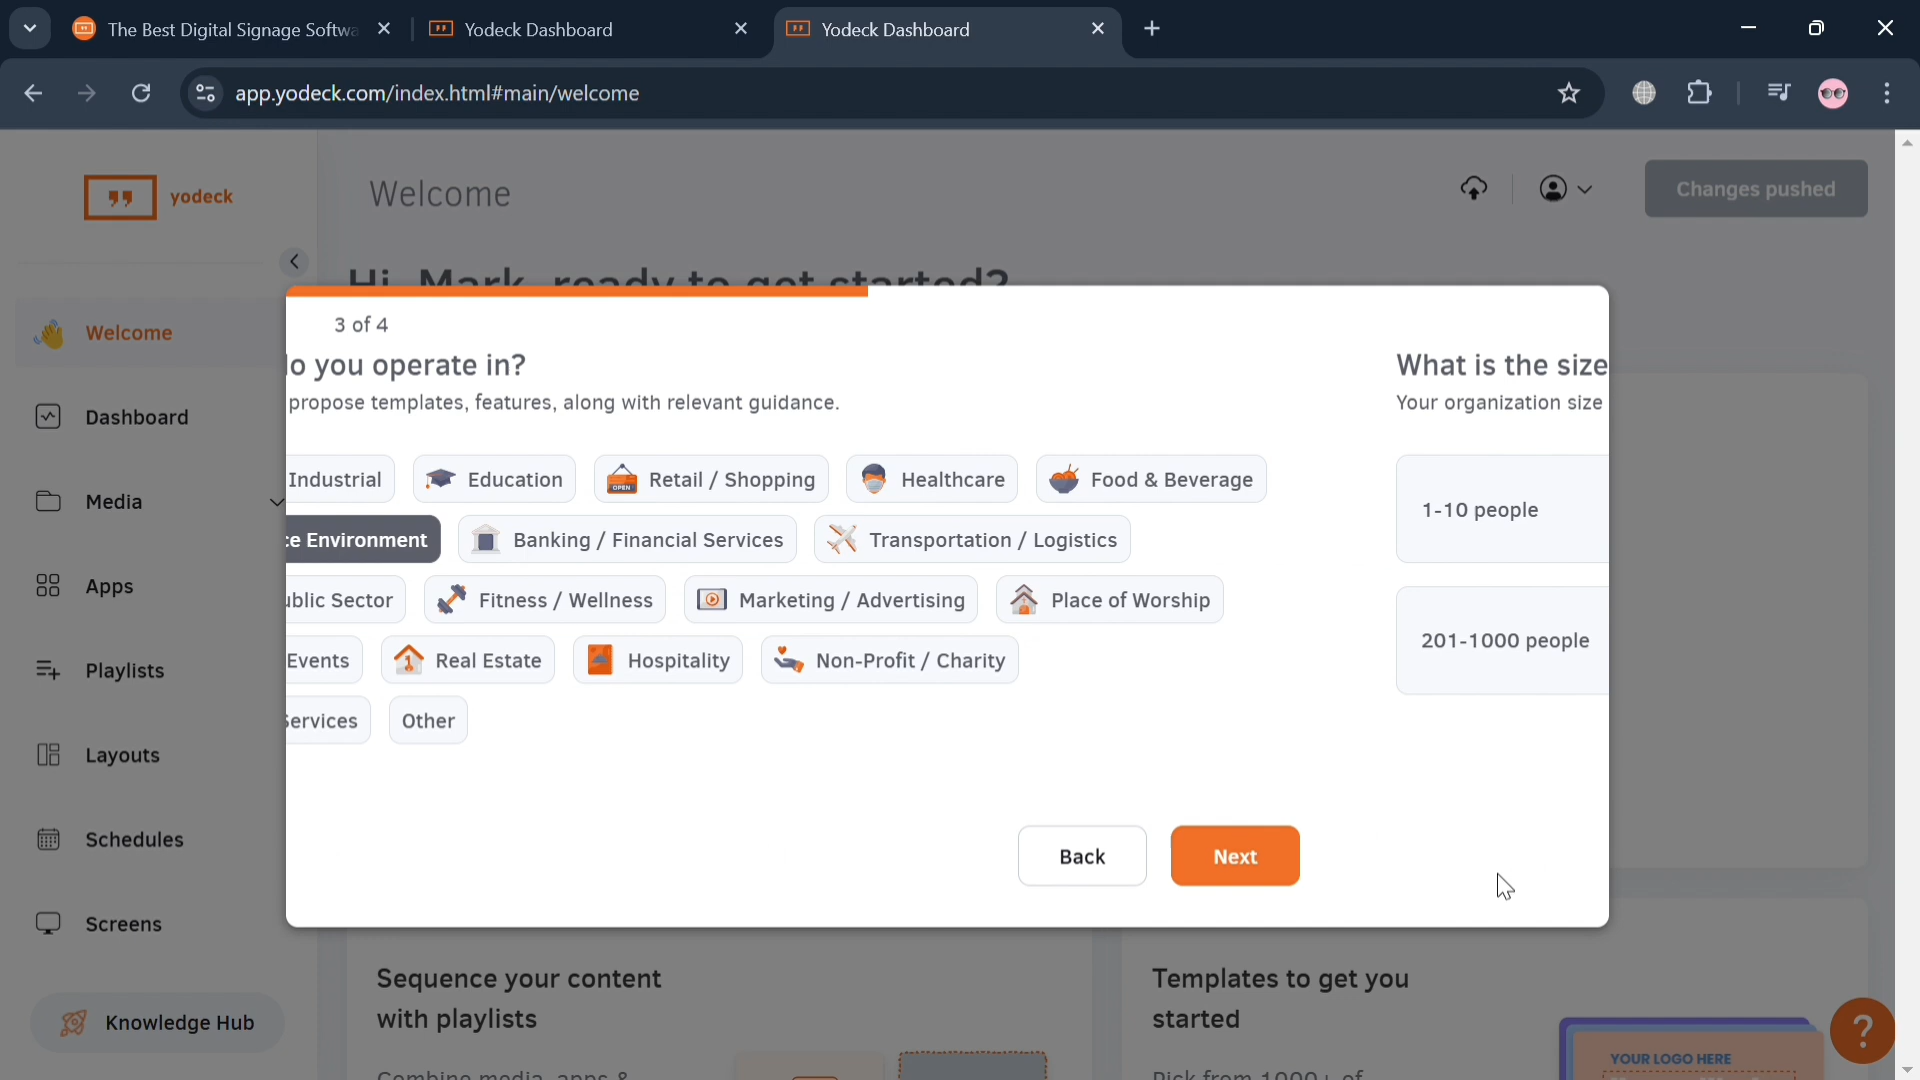 The Best Digital Signage Softwa
Yodeck Dashboard
Yodeck Dashboard
app.yodeck.com/index.html#main/welcome
yodeck
Welcome
Changes pushed
Hi, Mark, ready to get started?
Welcome
Dashboard
Media
Apps
Playlists
Layouts
Schedules
Screens
Knowledge Hub
3 of 4
do you operate in?
propose templates, features, along with relevant guidance.
Industrial
Education
OPEN
Retail / Shopping
Healthcare
Food & Beverage
ce Environment
Banking / Financial Services
Transportation / Logistics
ublic Sector
Fitness / Wellness
Marketing / Advertising
Place of Worship
Events
Real Estate
Hospitality
Non-Profit / Charity
Services
Other
What is the size
Your organization size
1-10 people
201-1000 people
Back
Next
Sequence your content
with playlists
Combine media, apps &
Templates to get you
started
Pick from 1000+ of
YOUR LOGO HERE
?